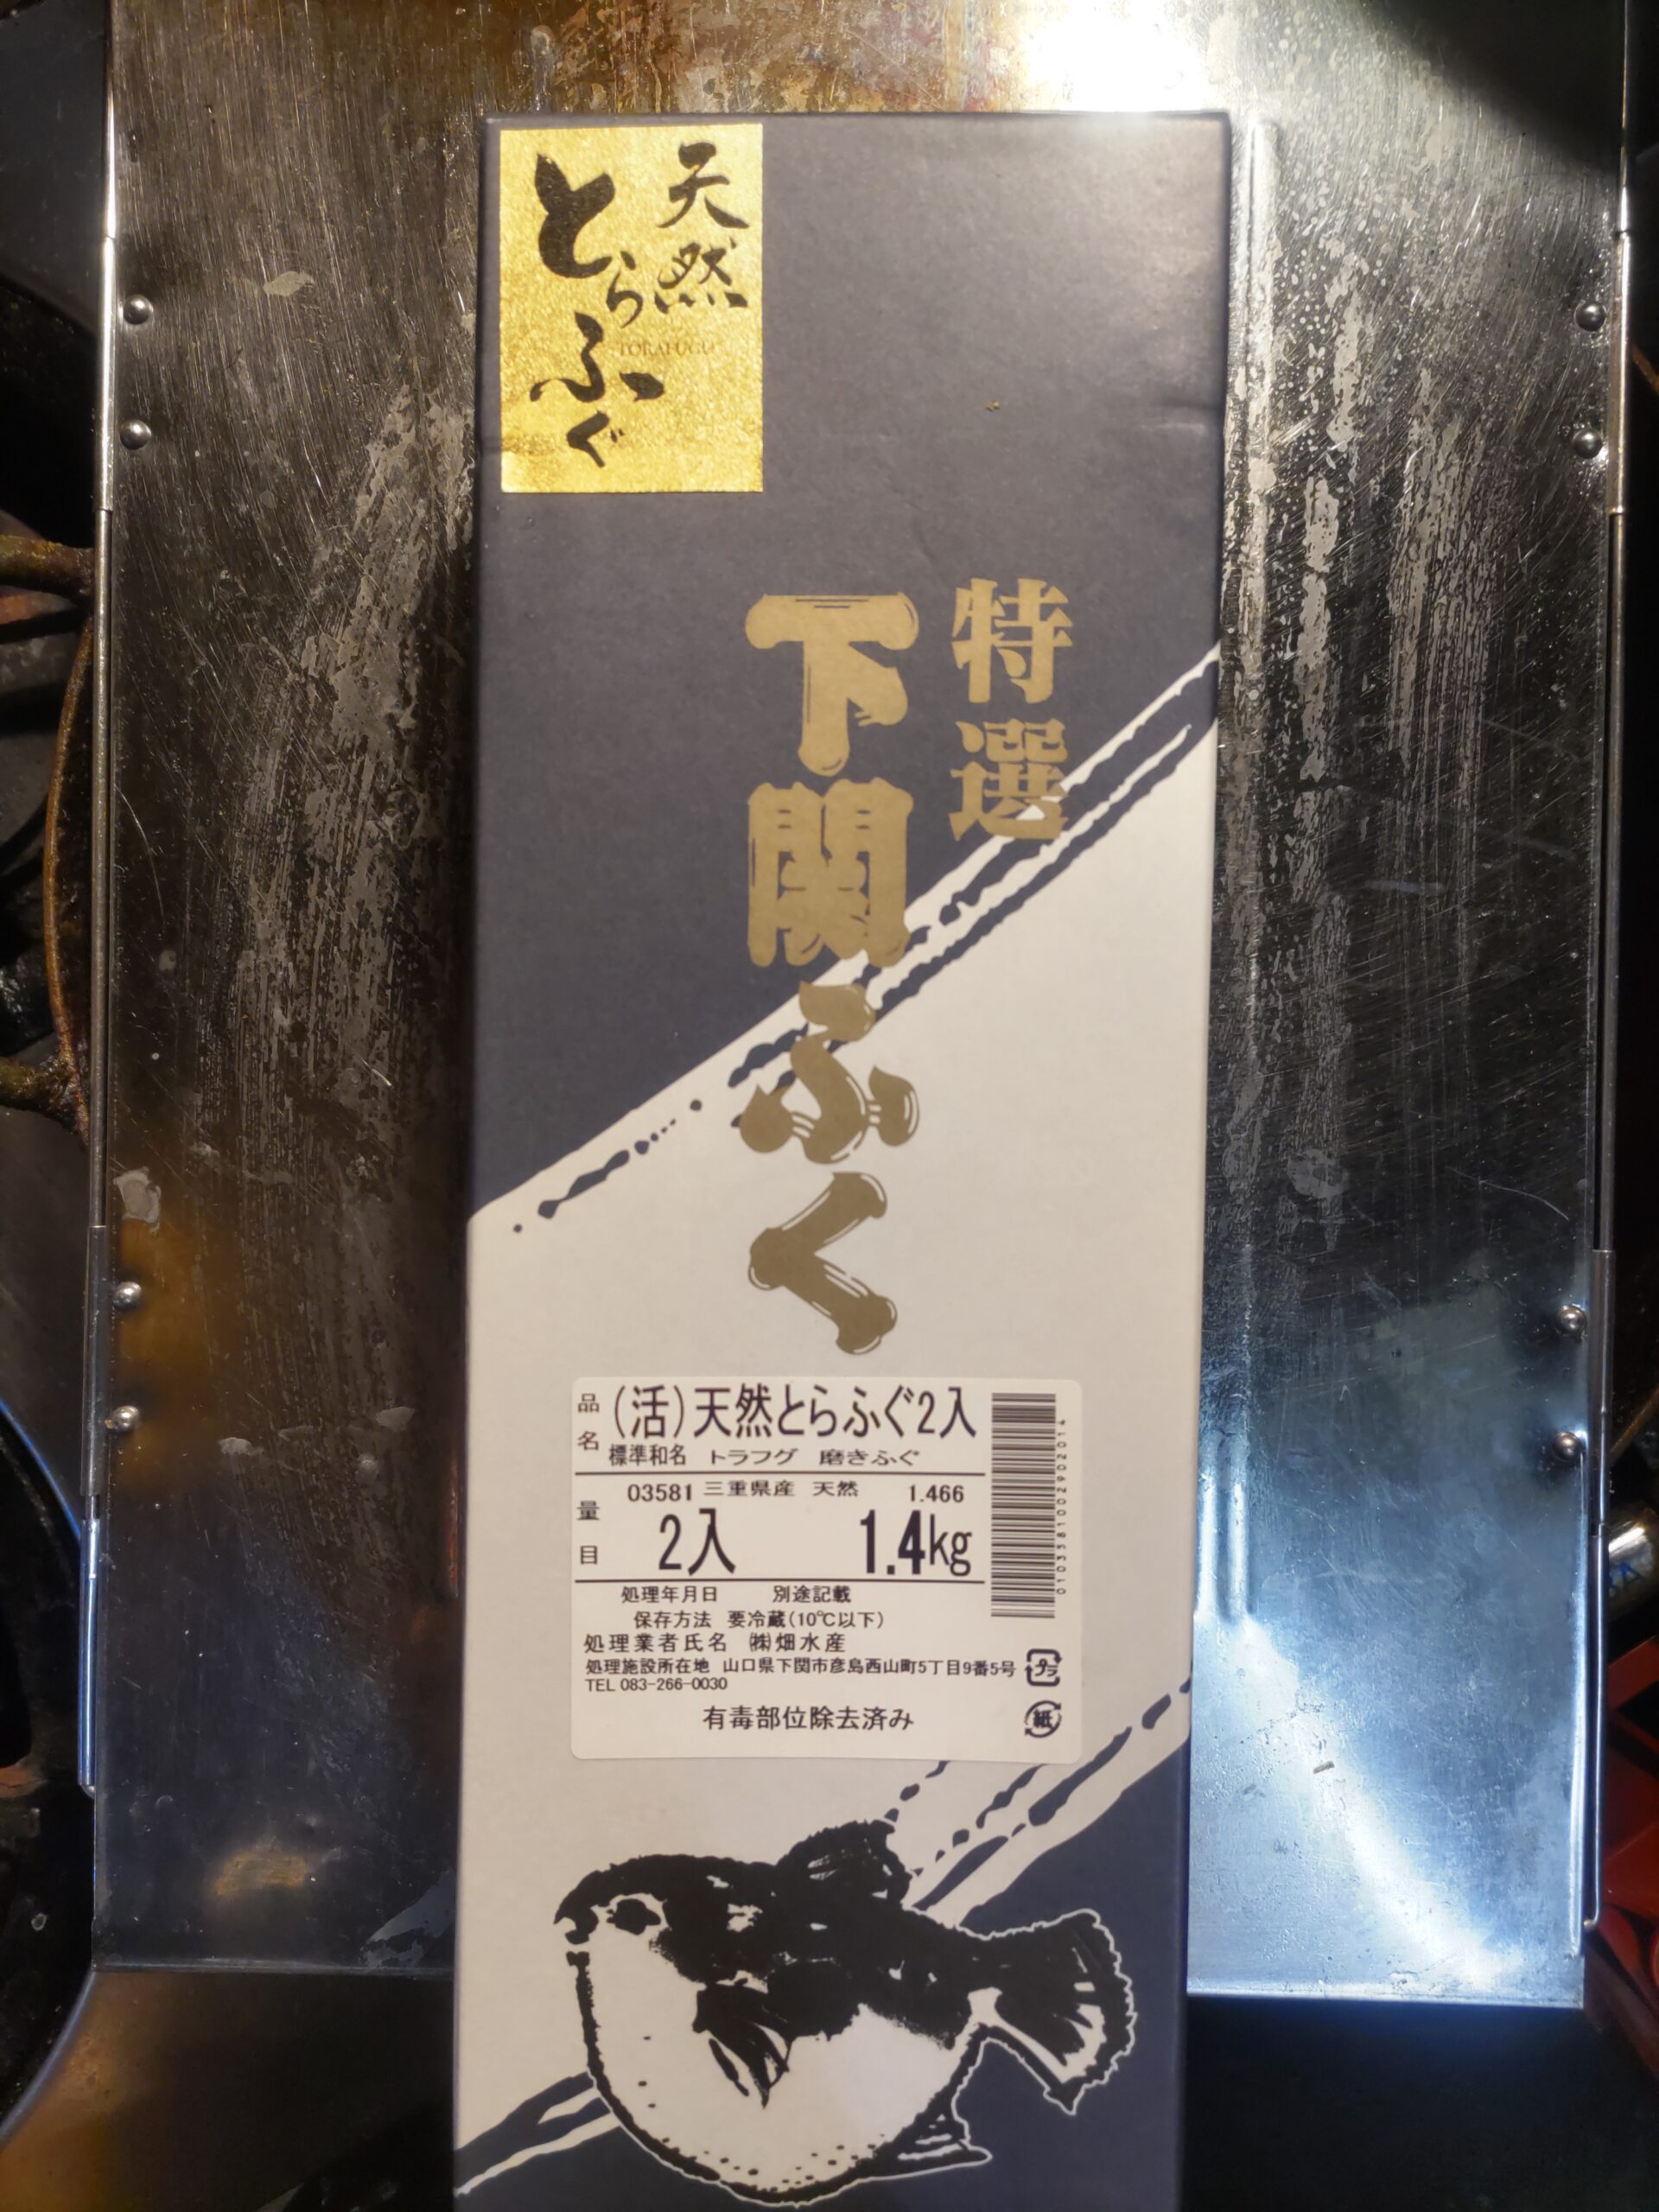 天然
とらふぐ
TORAFUGU
特選
下関ふく
品名 (活)天然とらふぐ2入
標準和名 トラフグ 磨きふぐ
03581 三重県産 天然 1.466
量目 2入 1.4kg
処理年月日 別途記載
保存方法 要冷蔵(10℃以下)
処理業者氏名 ㈱畑水産
処理施設所在地 山口県下関市彦島西山町5丁目9番5号
TEL 083-266-0030
有毒部位除去済み
プラ
紙
0103581002902014